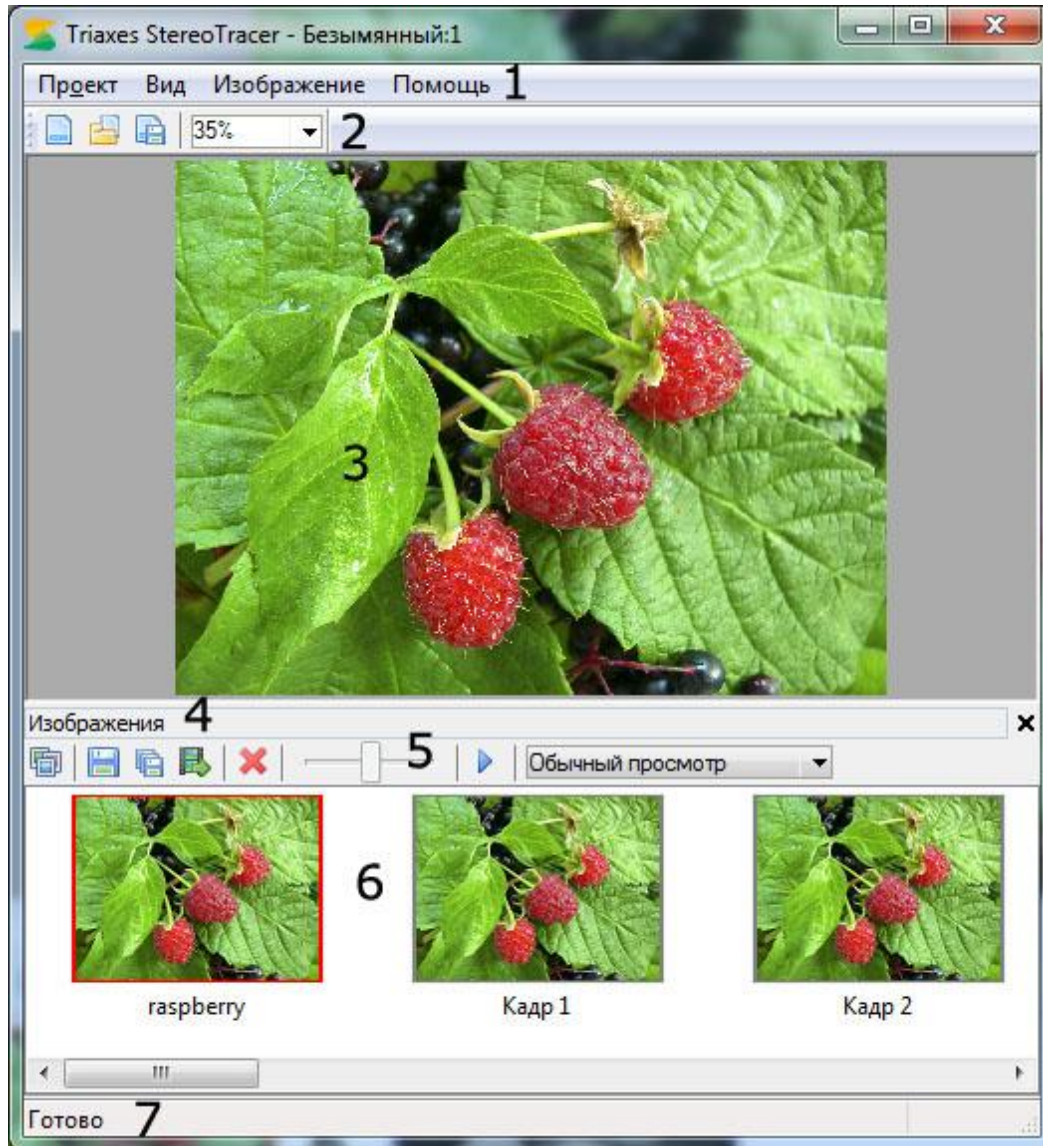 Triaxes StereoTracer - Безымянный:1
Проект Вид Изображение Помощь 1
35% 2
3
Изображения 4
5 Обычный просмотр
6
raspberry Кадр 1 Кадр 2
Готово 7